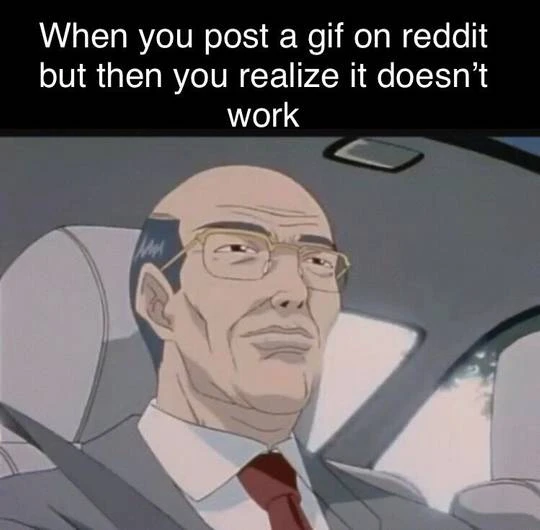 When you post a gif on reddit
but then you realize it doesn’t
work